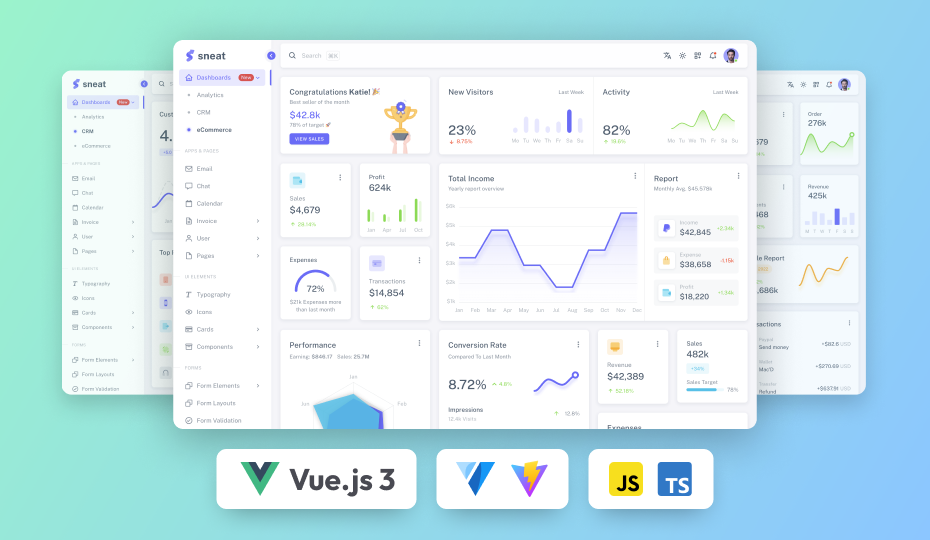 sneat
Dashboards New
Analytics
CRM
eCommerce
APPS & PAGES
Email
Chat
Calendar
Invoice
User
Pages
UI ELEMENTS
Typography
Icons
Cards
Components
FORMS
Form Elements
Form Layouts
Form Validation
sneat
Dashboards New
Analytics
CRM
eCommerce
APPS & PAGES
Email
Chat
Calendar
Invoice
User
Pages
UI ELEMENTS
Typography
Icons
Cards
Components
FORMS
Form Elements
Form Layouts
Form Validation
Search ⌘K
Congratulations Katie! 🎉
Best seller of the month
$42.8k
78% of target 🚀
VIEW SALES
New Visitors Last Week
23%
8.75%
Mo Tu We Th Fr Sa Su
Activity Last Week
82%
19.6%
Mo Tu We Th Fr Sa Su
Sales
$4,679
28.14%
Profit
624k
Jan Apr Jul Oct
Expenses
72%
$21k Expenses more
than last month
Transactions
$14,854
62%
Total Income
Yearly report overview
$6k
$5k
$4k
$3k
$2k
$1k
Jan Feb Mar Apr May Jun Jul Aug Sep Oct Nov Dec
Report
Monthly Avg. $45,578k
Income
$42,845 +2.34k
Expense
$38,658 -1.15k
Profit
$18,220 +1.34k
Performance
Earning: $846.17 Sales: 25.7M
Jan
Jun Feb
Conversion Rate
Compared To Last Month
8.72% 4.8%
Impressions
12.4k Visits
12.8%
Revenue
$42,389
52.18%
Sales
482k
+34%
Sales Target
78%
Expenses
Order
276k
Revenue
425k
M T W T F S S
Report
,686k
actions
Paypal
Send money +$82.6 USD
Wallet
Mac'D +$270.69 USD
Transfer
Refund +$637.91 USD
Vue.js 3
JS
TS